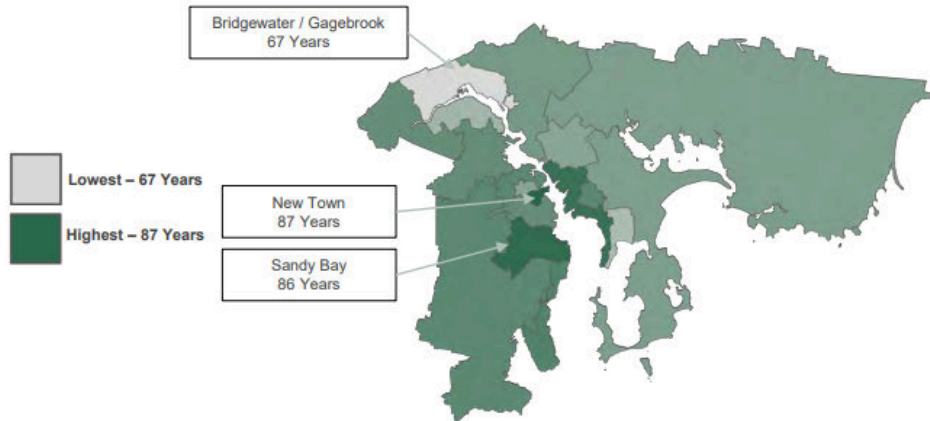 Bridgewater / Gagebrook
67 Years
Lowest – 67 Years
New Town
87 Years
Highest – 87 Years
Sandy Bay
86 Years